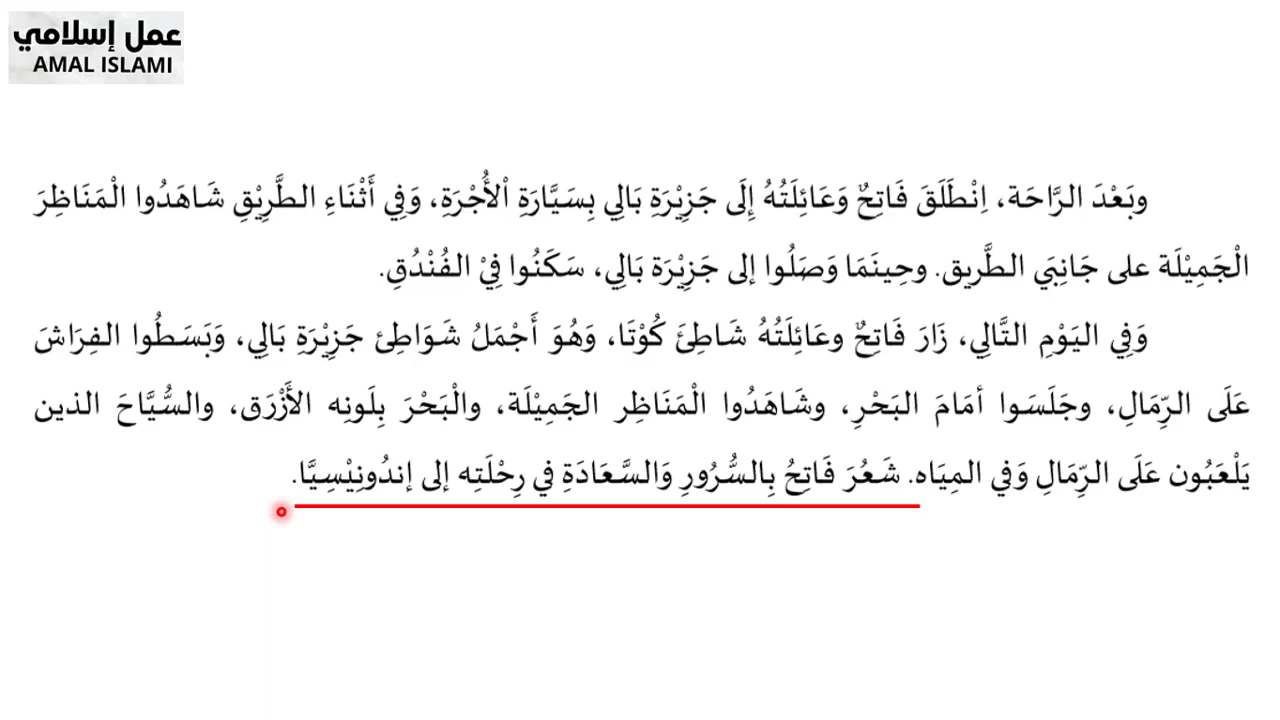 عمل إسلامي
AMAL ISLAMI
وبَعْدَ الرَّاحَة، اِنْطَلَقَ فَاتِحٌ وَعَائِلَتُهُ إِلَى جَزِيْرَةِ بَالِي بِسَيَّارَةِ اْلأُجْرَةِ، وَفِي أَثْنَاءِ الطَّرِيْقِ شَاهَدُوا الْمَنَاظِرَ
الْجَمِيْلَة على جَانِبَي الطَّريق. وحِينَمَا وَصَلُوا إلى جَزِيْرَة بَالِي، سَكَنُوا فِيْ الفُنْدُقِ.
وَفِي اليَوْمِ التَّالِي، زَارَ فَاتِحٌ وعَائِلَتُهُ شَاطِئَ كُوْتَا، وَهُوَ أَجْمَلُ شَوَاطِئ جَزِيْرَةِ بَالِي، وَبَسَطُوا الفِرَاشَ
عَلَى الرِّمَالِ، وجَلَسَوا أمَامَ البَحْرِ، وشَاهَدُوا الْمَنَاظِر الجَمِيْلَة، والْبَحْرَ بِلَونِه الأَزْرَق، والسُّيَّاحَ الذين
يَلْعَبُون عَلَى الرِّمَالِ وَفي المِيَاه. شَعُرَ فَاتِحُ بِالسُّرُورِ وَالسَّعَادَةِ في رِحْلَتِه إلى إندُونِيْسِيَّا.